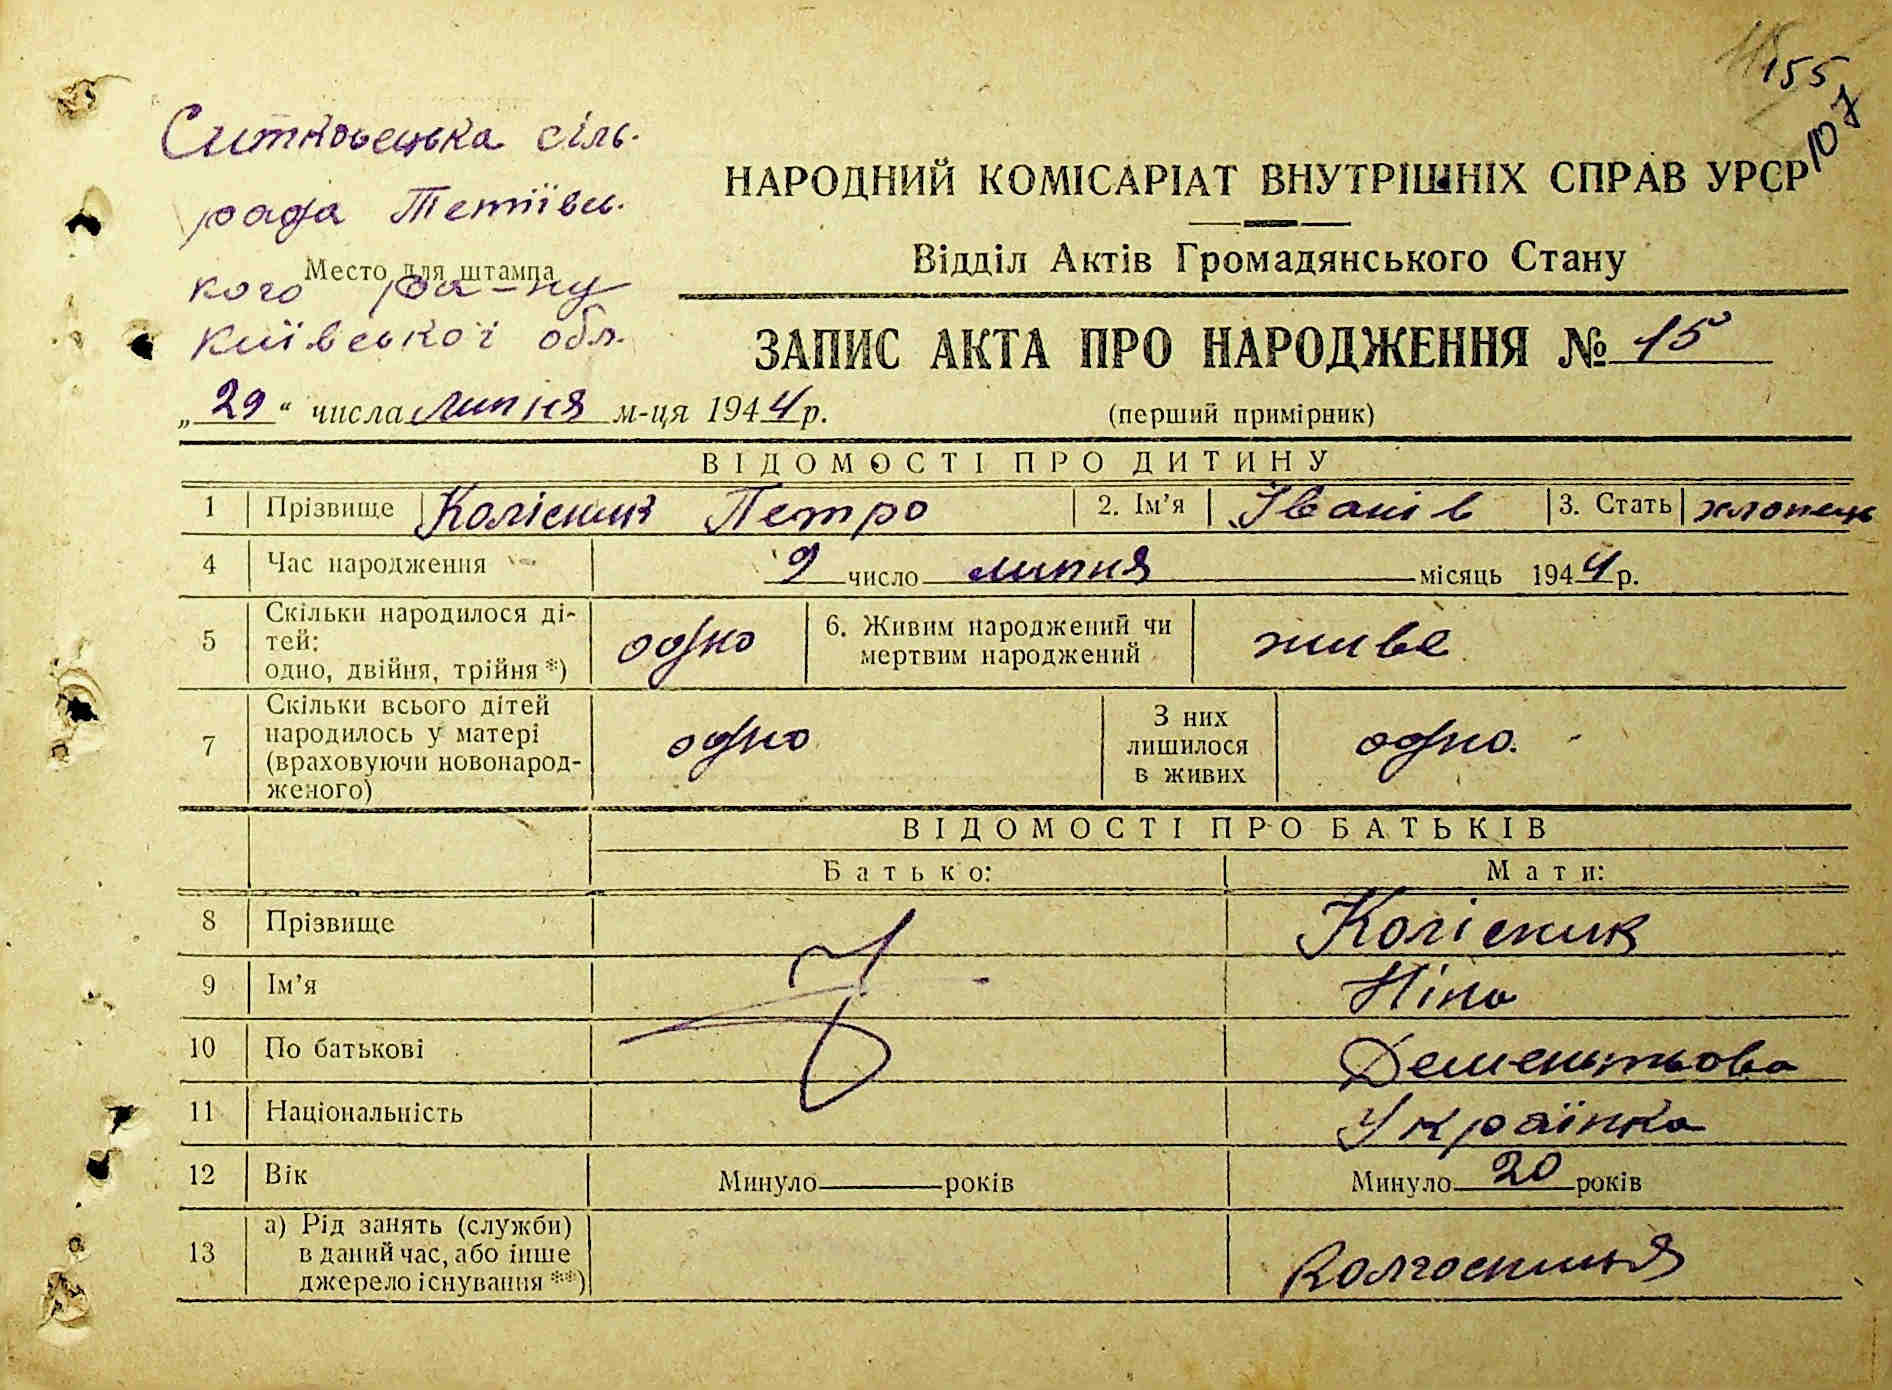 155
107
Ситковецька сіль-
рада Тетіївсь-
Место для штампа
кого ра-ну
Київської обл.
НАРОДНИЙ КОМІСАРІАТ ВНУТРІШНІХ СПРАВ УРСР
Відділ Актів Громадянського Стану
ЗАПИС АКТА ПРО НАРОДЖЕННЯ № 15
„29“ числа липня м-ця 1944 р.
(перший примірник)
ВІДОМОСТІ ПРО ДИТИНУ
1 Прізвище Колісник Петро 2. Ім’я Іванів 3. Стать хлопець
4 Час народження 9 число липня місяць 1944 р.
5 Скільки народилося ді-
тей:
одно, двійня, трійня *) одно 6. Живим народжений чи
мертвим народжений живе
7 Скільки всього дітей
народилось у матері
(враховуючи новонарод-
женого) одно З них
лишилося
в живих одно.
ВІДОМОСТІ ПРО БАТЬКІВ
Батько: Мати:
8 Прізвище Колісник
9 Ім’я Ніна
10 По батькові Дементьова
11 Національність Українка
12 Вік Минуло років Минуло 20 років
13 а) Рід занять (служби)
в даний час, або інше
джерело існування **) Колгоспниця